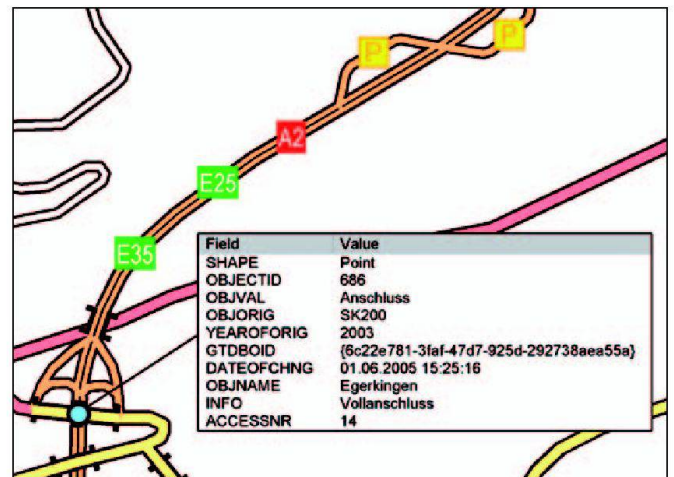 P
P
A2
E25
E35
Field Value
SHAPE Point
OBJECTID 686
OBJVAL Anschluss
OBJORIG SK200
YEAROFORIG 2003
GTDBOID {6c22e781-3faf-47d7-925d-292738aea55a}
DATEOFCHNG 01.06.2005 15:25:16
OBJNAME Egerkingen
INFO Vollanschluss
ACCESSNR 14